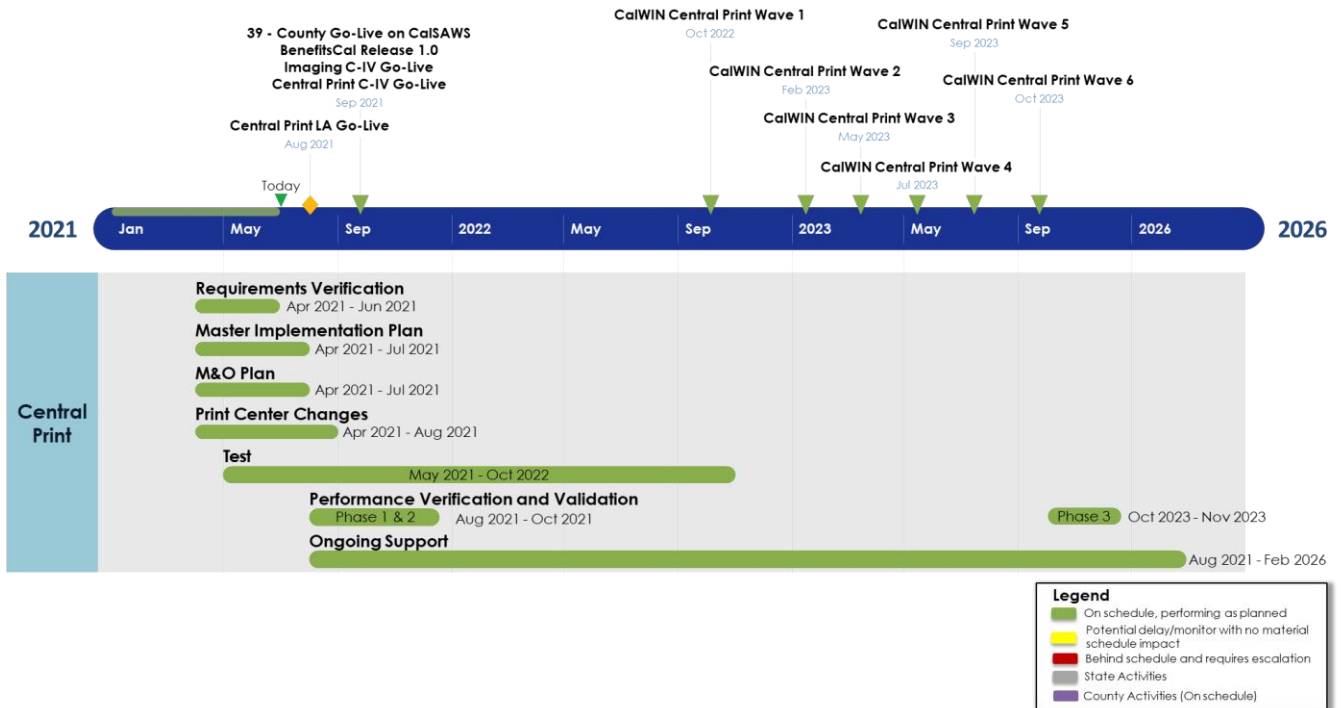 39 - County Go-Live on CalSAWS
BenefitsCal Release 1.0
Imaging C-IV Go-Live
Central Print C-IV Go-Live
Sep 2021
Central Print LA Go-Live
Aug 2021
Today
CalWIN Central Print Wave 1
Oct 2022
CalWIN Central Print Wave 2
Feb 2023
CalWIN Central Print Wave 3
May 2023
CalWIN Central Print Wave 4
Jul 2023
CalWIN Central Print Wave 5
Sep 2023
CalWIN Central Print Wave 6
Oct 2023
2021 Jan May Sep 2022 May Sep 2023 May Sep 2026 2026
Central
Print
Requirements Verification
Apr 2021 - Jun 2021
Master Implementation Plan
Apr 2021 - Jul 2021
M&O Plan
Apr 2021 - Jul 2021
Print Center Changes
Apr 2021 - Aug 2021
Test
May 2021 - Oct 2022
Performance Verification and Validation
Phase 1 & 2 Aug 2021 - Oct 2021 Phase 3 Oct 2023 - Nov 2023
Ongoing Support
Aug 2021 - Feb 2026
Legend
On schedule, performing as planned
Potential delay/monitor with no material
schedule impact
Behind schedule and requires escalation
State Activities
County Activities (On schedule)